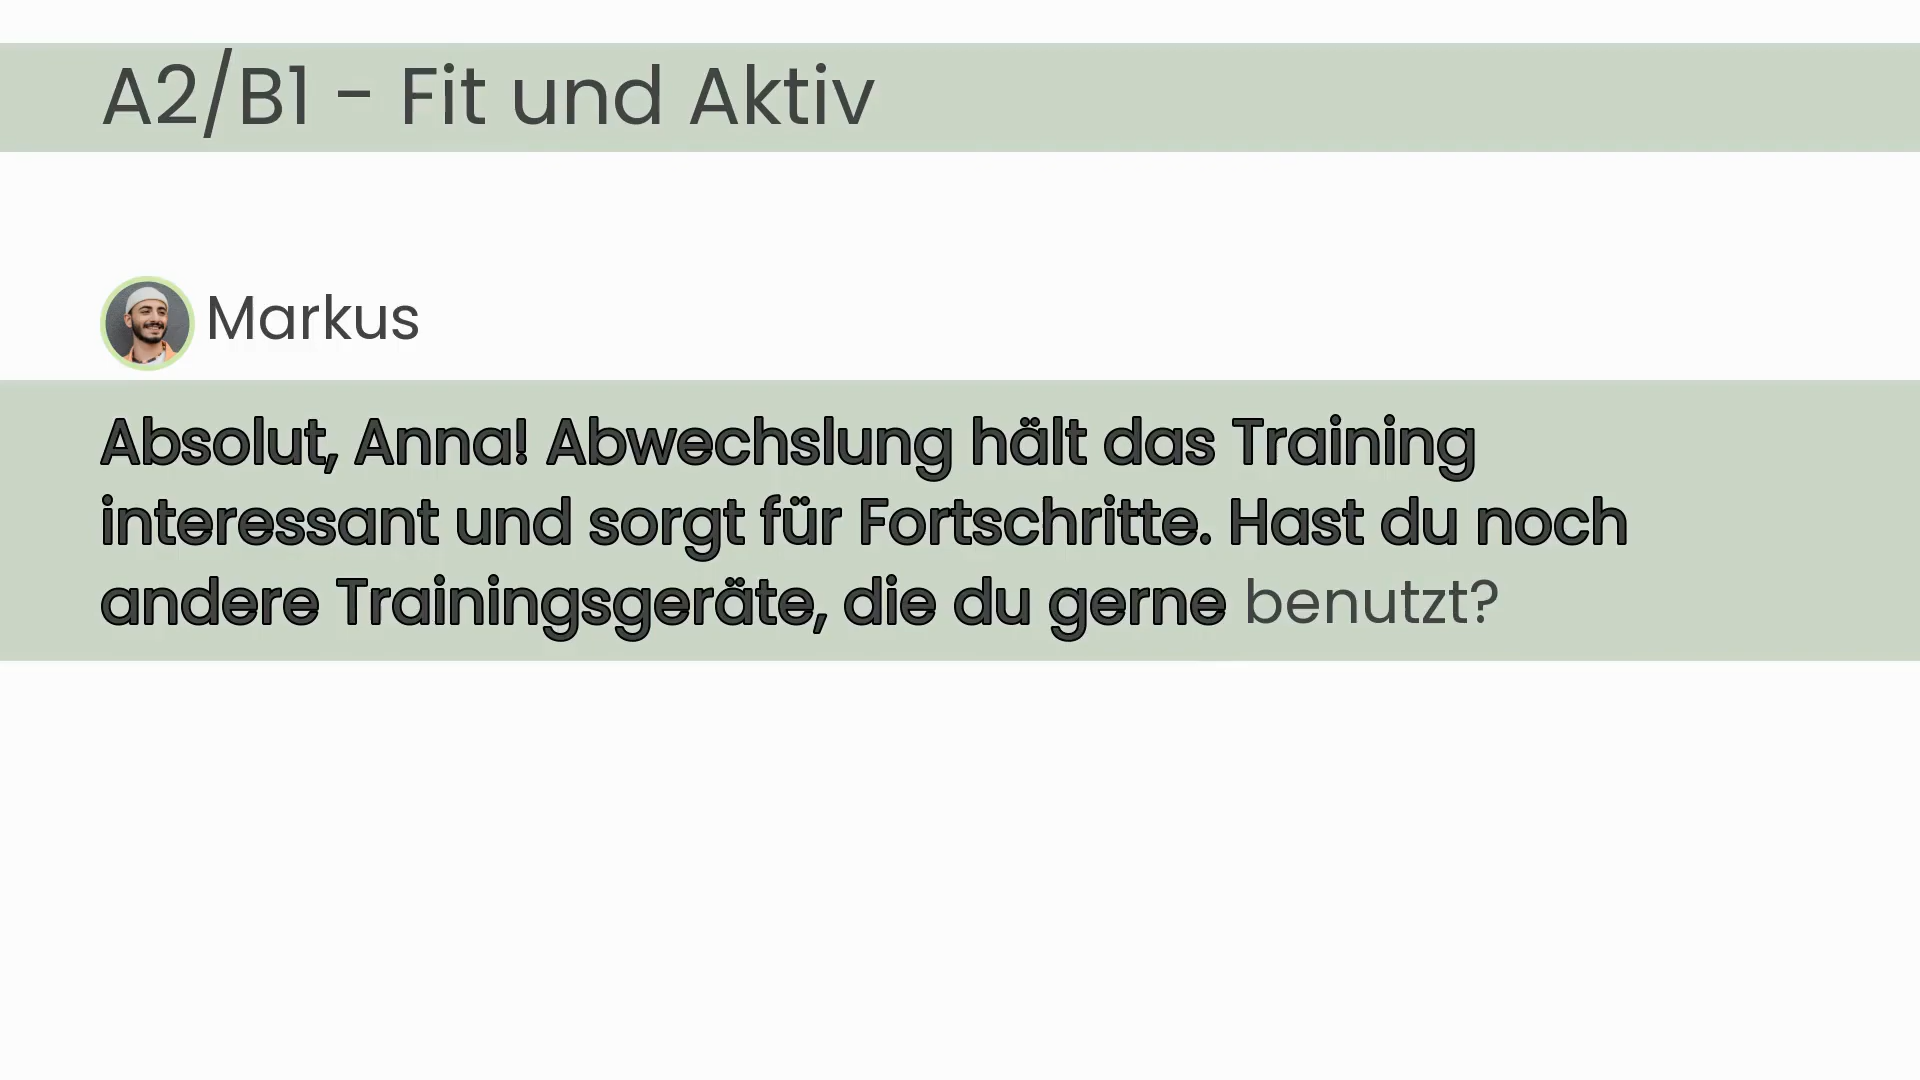 A2/B1 - Fit und Aktiv
Markus
Absolut, Anna! Abwechslung hält das Training
interessant und sorgt für Fortschritte. Hast du noch
andere Trainingsgeräte, die du gerne benutzt?